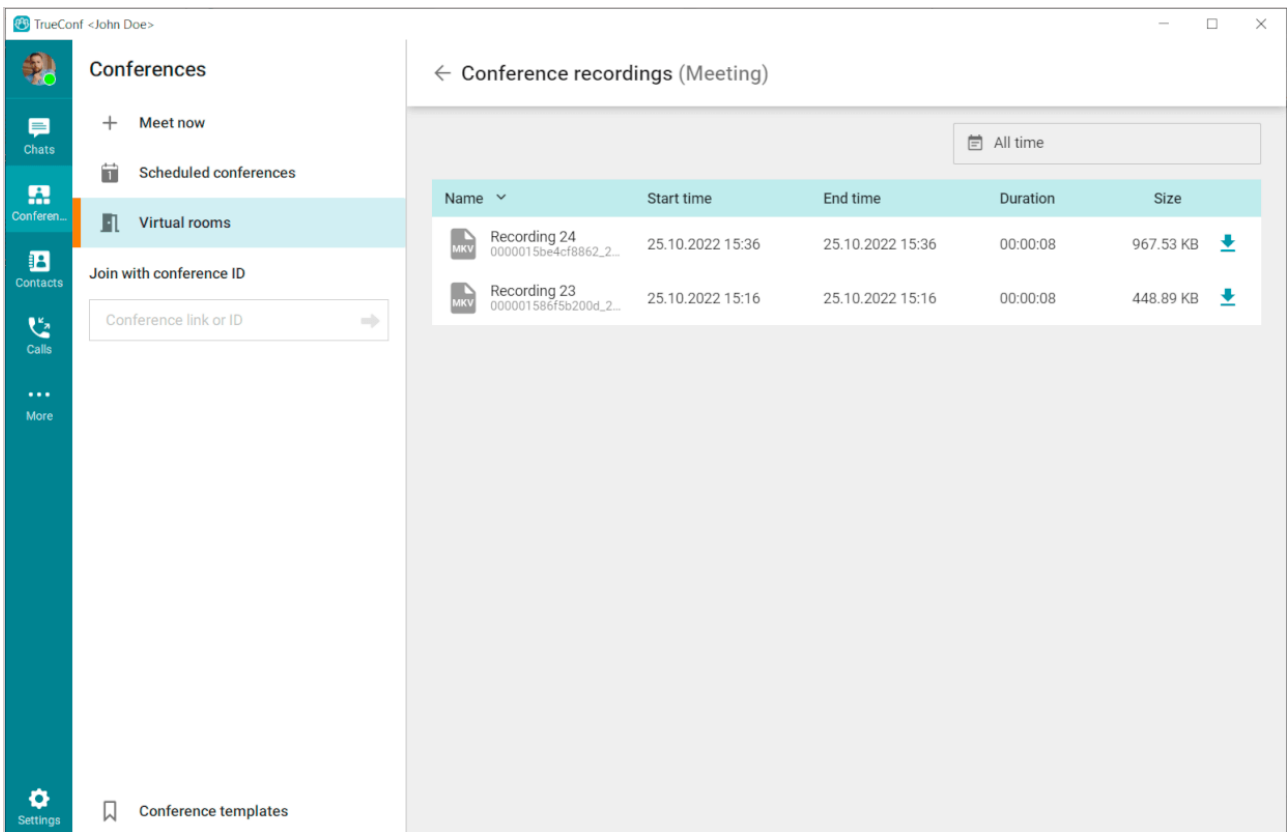 TrueConf <John Doe>
Conferences
Meet now
Scheduled conferences
1
Virtual rooms
Join with conference ID
Conference link or ID
Conference templates
Chats
Conferen...
Contacts
Calls
More
Settings
Conference recordings (Meeting)
All time
Name Start time End time Duration Size
MKV Recording 24 25.10.2022 15:36 25.10.2022 15:36 00:00:08 967.53 KB
0000015be4cf8862_2...
MKV Recording 23 25.10.2022 15:16 25.10.2022 15:16 00:00:08 448.89 KB
000001586f5b200d_2...